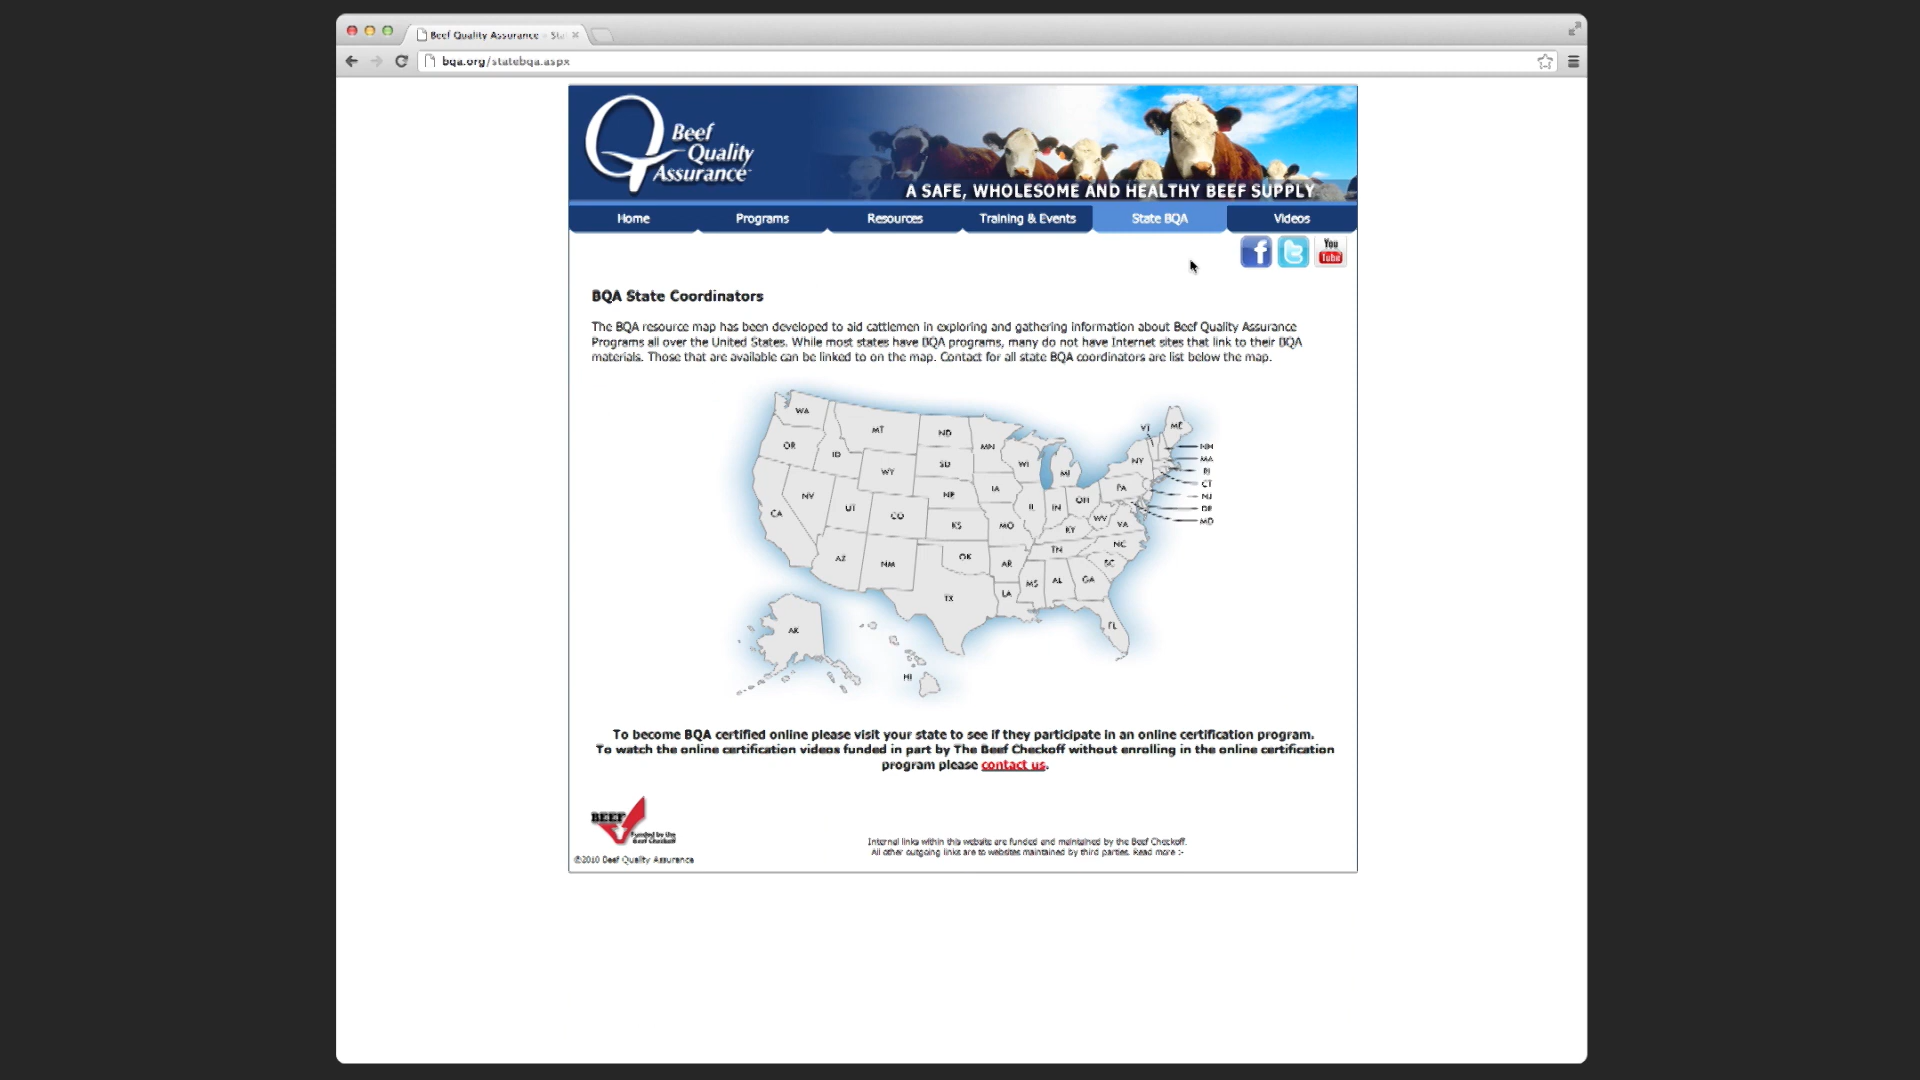 Beef Quality Assurance - Sta
bqa.org/statebqa.aspx
Beef
Quality
Assurance
A SAFE, WHOLESOME AND HEALTHY BEEF SUPPLY
Home Programs Resources Training & Events State BQA Videos
You
Tube
BQA State Coordinators
The BQA resource map has been developed to aid cattlemen in exploring and gathering information about Beef Quality Assurance
Programs all over the United States. While most states have BQA programs, many do not have Internet sites that link to their BQA
materials. Those that are available can be linked to on the map. Contact for all state BQA coordinators are list below the map.
WA
MT
ND
MN
VT
ME
OR
ID
WY
SD
WI
MI
NY
NH
MA
RI
CT
NJ
DE
MD
NV
UT
CO
NE
IA
IL
IN
OH
PA
CA
KS
MO
KY
WV
VA
AZ
NM
OK
AR
TN
NC
SC
TX
LA
MS
AL
GA
FL
AK
HI
To become BQA certified online please visit your state to see if they participate in an online certification program.
To watch the online certification videos funded in part by The Beef Checkoff without enrolling in the online certification
program please contact us.
BEEF
Funded by the
Beef Checkoff
©2010 Beef Quality Assurance
Internal links within this website are funded and maintained by the Beef Checkoff.
All other outgoing links are to websites maintained by third parties. Read more :-